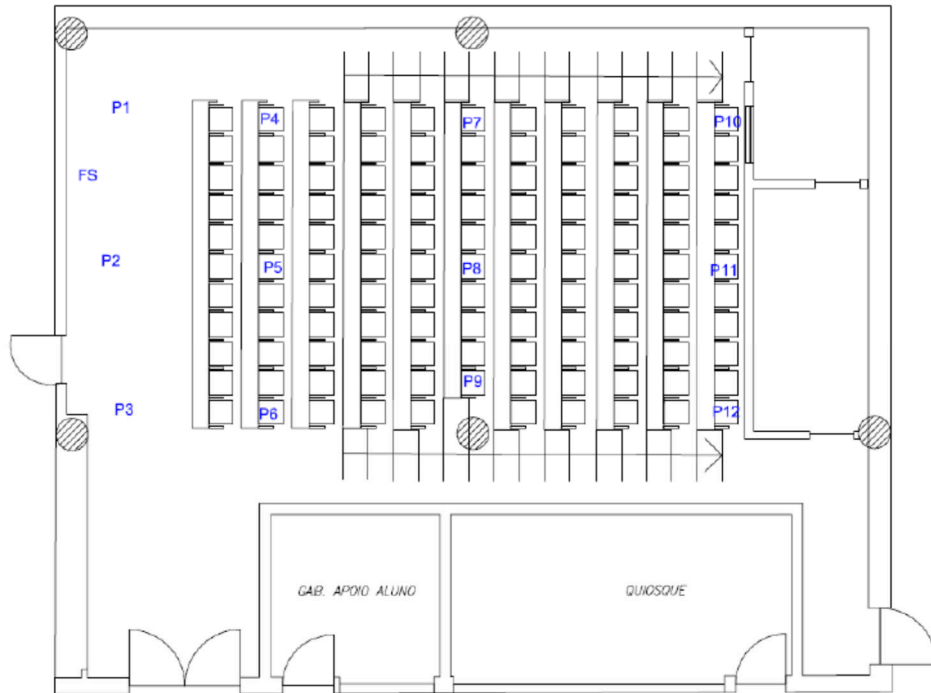 P1
P4
P7
P10
FS
P2
P5
P8
P11
P9
P3
P6
P12
GAB. APOIO ALUNO
QUIOSQUE